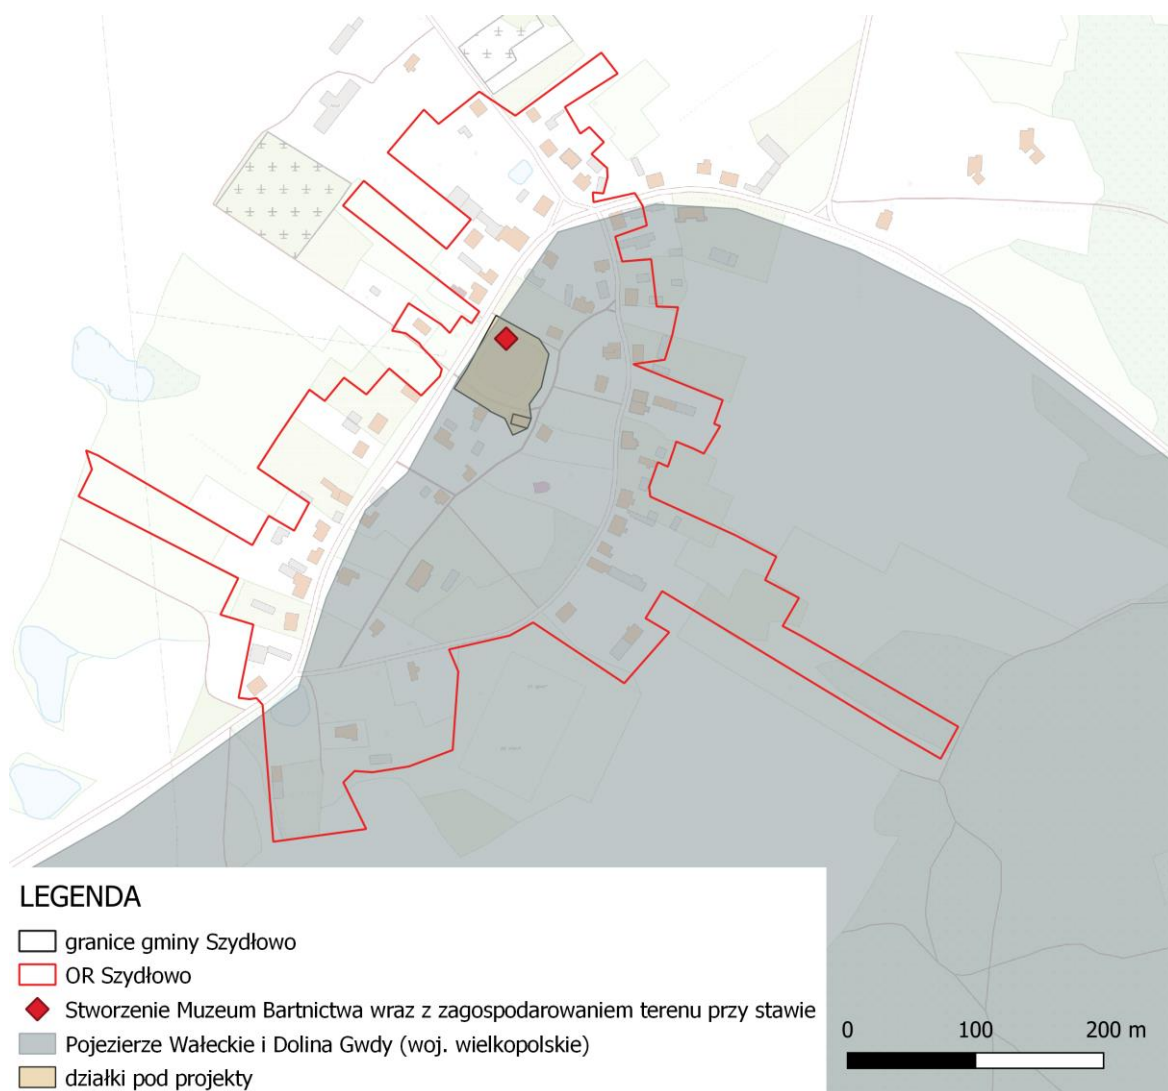 LEGENDA
granice gminy Szydłowo
OR Szydłowo
Stworzenie Muzeum Bartnictwa wraz z zagospodarowaniem terenu przy stawie
Pojezierze Wałeckie i Dolina Gwdy (woj. wielkopolskie)
działki pod projekty
0 100 200 m